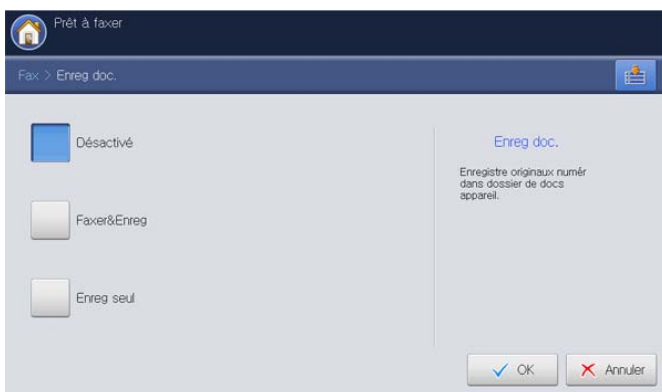 Prêt à faxer
Fax > Enreg doc.
Désactivé
Faxer&Enreg
Enreg seul
Enreg doc.
Enregistre originaux numér
dans dossier de docs
appareil.
OK
Annuler